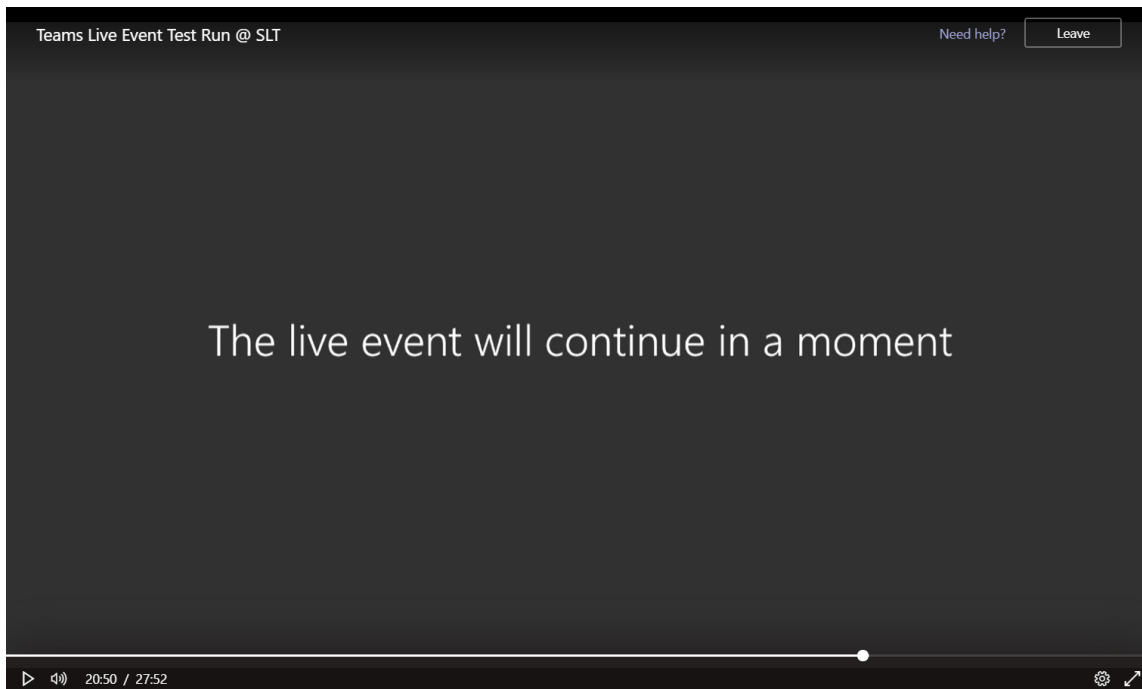 Teams Live Event Test Run @ SLT
Need help?
Leave
The live event will continue in a moment
20:50 / 27:52